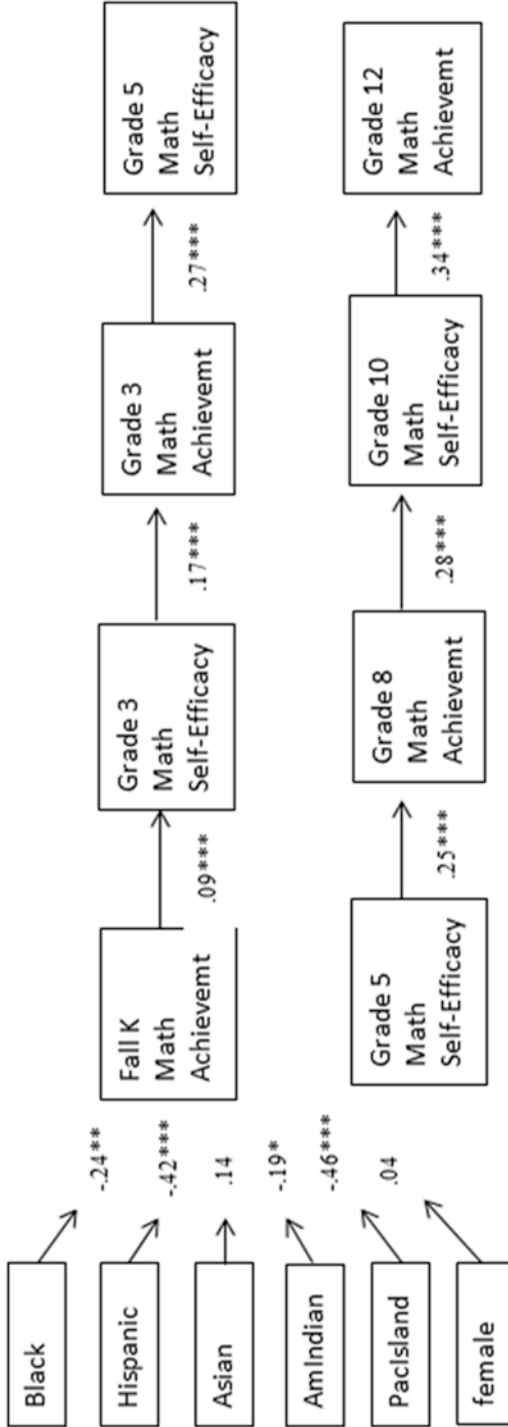 Black
Hispanic
Asian
AmIndian
PacIsland
female
-.24**
-.42***
.14
-.19*
-.46***
.04
Fall K
Math
Achievemt
.09***
Grade 3
Math
Self-Efficacy
.17***
Grade 3
Math
Achievemt
.27***
Grade 5
Math
Self-Efficacy
Grade 5
Math
Self-Efficacy
.25***
Grade 8
Math
Achievemt
.28***
Grade 10
Math
Self-Efficacy
.34***
Grade 12
Math
Achievemt